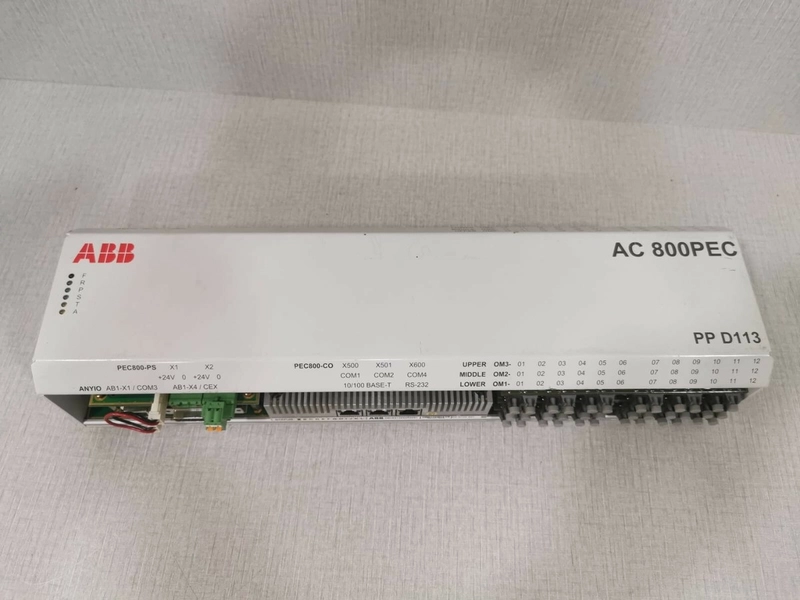 ABB
AC 800PEC
F
R
P
S
T
A
PP D113
PEC800-PS X1 X2
+24V 0 +24V 0
ANYIO AB1-X1 / COM3 AB1-X4 / CEX
PEC800-CO X500 X501 X600
COM1 COM2 COM4
10/100 BASE-T RS-232
UPPER OM3- 01 02 03 04 05 06 07 08 09 10 11 12
MIDDLE OM2- 01 02 03 04 05 06 07 08 09 10 11 12
LOWER OM1- 01 02 03 04 05 06 07 08 09 10 11 12
ABB